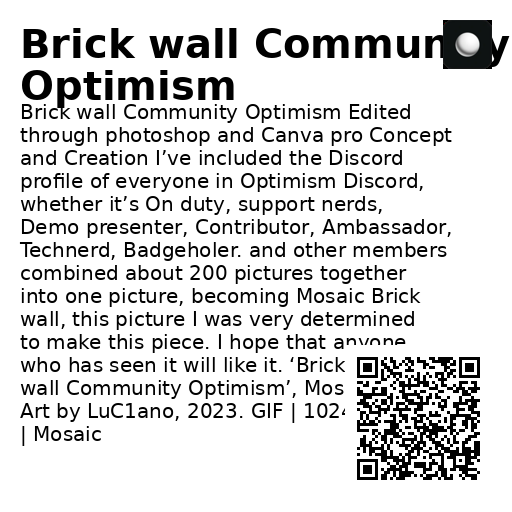 Brick wall Commun y
Optimism
Brick wall Community Optimism Edited
through photoshop and Canva pro Concept
and Creation I’ve included the Discord
profile of everyone in Optimism Discord,
whether it’s On duty, support nerds,
Demo presenter, Contributor, Ambassador,
Technerd, Badgeholer. and other members
combined about 200 pictures together
into one picture, becoming Mosaic Brick
wall, this picture I was very determined
to make this piece. I hope that anyone
who has seen it will like it. ‘Brick
wall Community Optimism’, Mos
Art by LuC1ano, 2023. GIF | 1024
| Mosaic